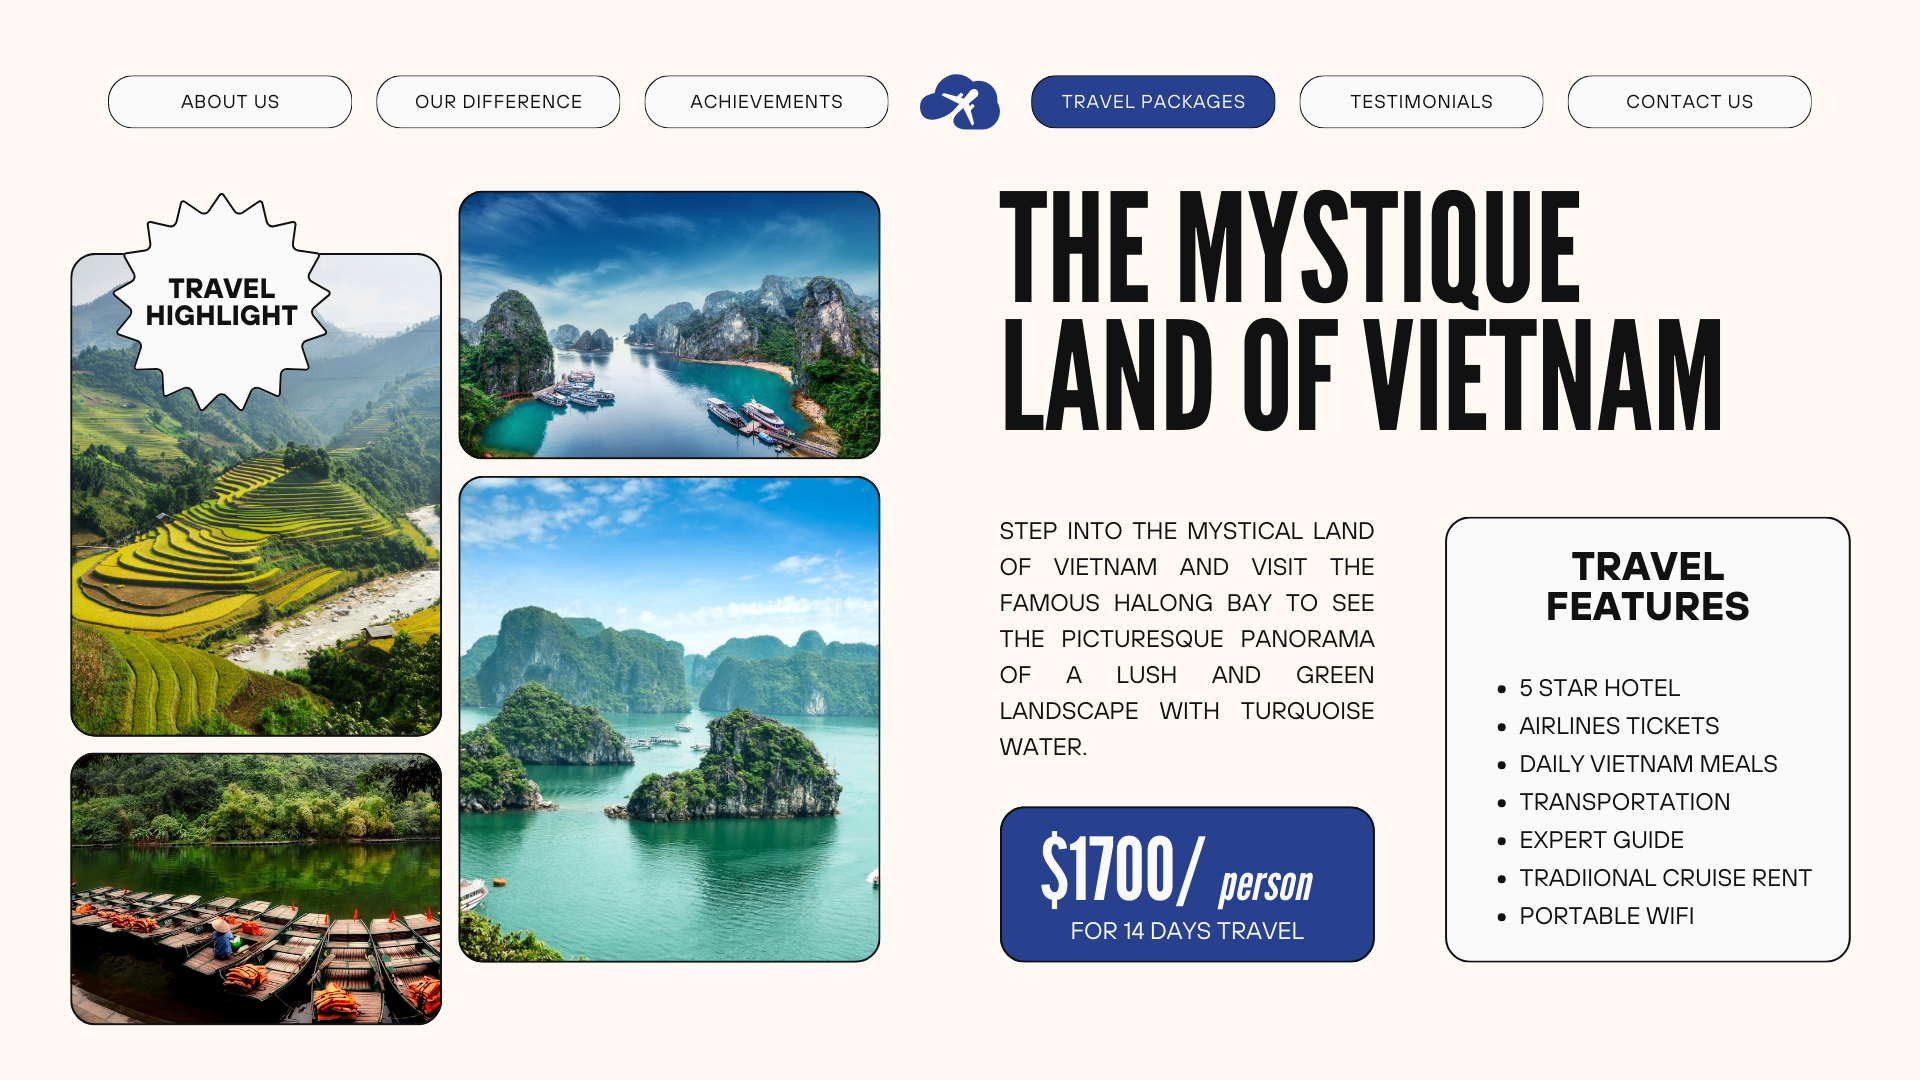 ABOUT US
OUR DIFFERENCE
ACHIEVEMENTS
TRAVEL PACKAGES
TESTIMONIALS
CONTACT US
TRAVEL
HIGHLIGHT
THE MYSTIQUE
LAND OF VIETNAM
STEP INTO THE MYSTICAL LAND
OF VIETNAM AND VISIT THE
FAMOUS HALONG BAY TO SEE
THE PICTURESQUE PANORAMA
OF A LUSH AND GREEN
LANDSCAPE WITH TURQUOISE
WATER.
$1700/ person
FOR 14 DAYS TRAVEL
TRAVEL
FEATURES
• 5 STAR HOTEL
• AIRLINES TICKETS
• DAILY VIETNAM MEALS
• TRANSPORTATION
• EXPERT GUIDE
• TRADIIONAL CRUISE RENT
• PORTABLE WIFI